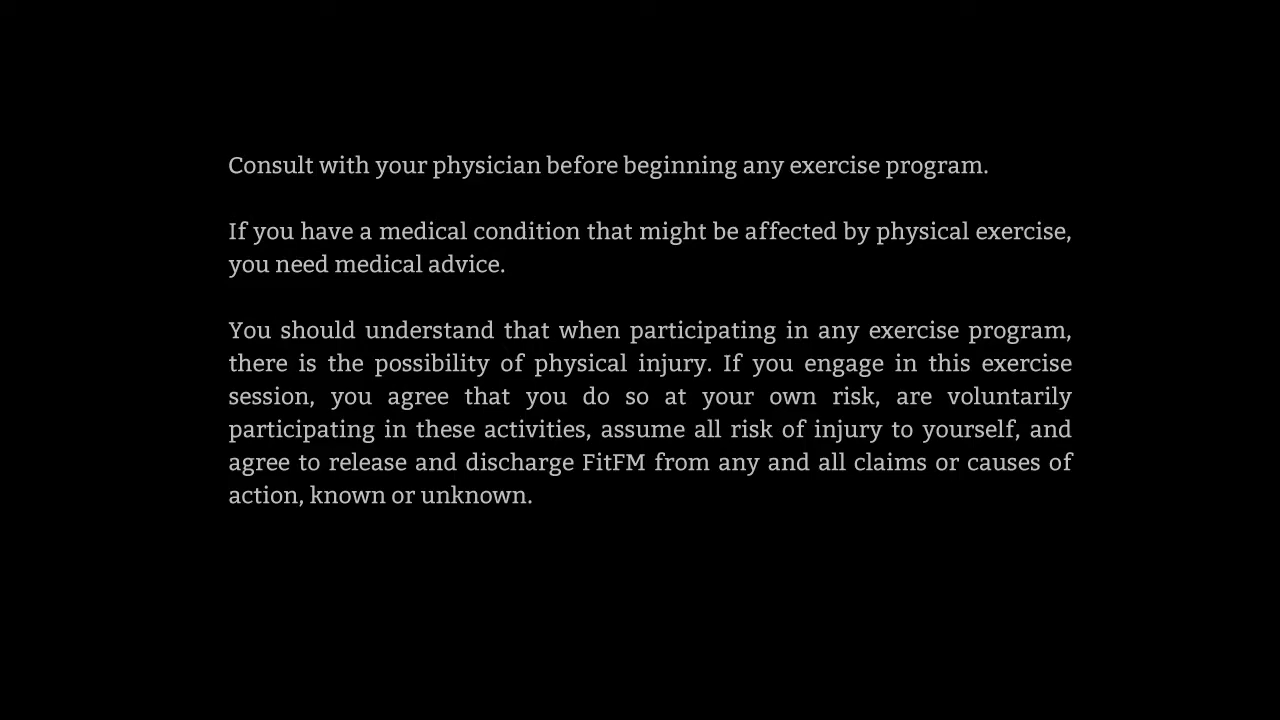 Consult with your physician before beginning any exercise program.
If you have a medical condition that might be affected by physical exercise,
you need medical advice.
You should understand that when participating in any exercise program,
there is the possibility of physical injury. If you engage in this exercise
session, you agree that you do so at your own risk, are voluntarily
participating in these activities, assume all risk of injury to yourself, and
agree to release and discharge FitFM from any and all claims or causes of
action, known or unknown.